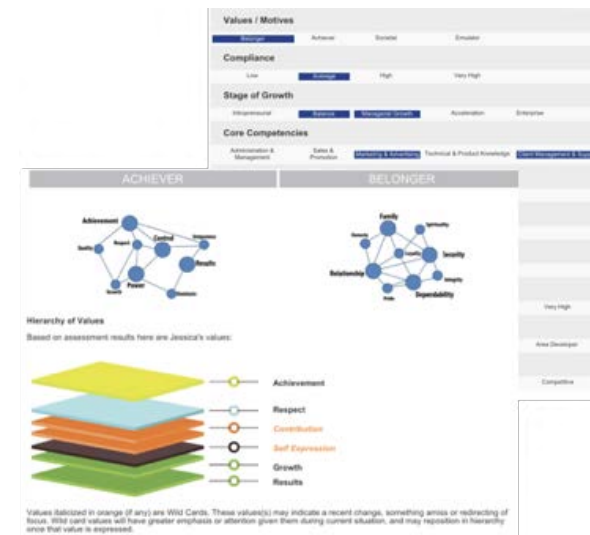 Values / Motives
Belonger Achiever Societal Emulator
Compliance
Low Average High Very High
Stage of Growth
Intrapreneurial Balance Managerial Growth Acceleration Enterprise
Core Competencies
Administration & Management Sales & Promotion Marketing & Advertising Technical & Product Knowledge Client Management &
ACHIEVER BELONGER
Achievement
Respect
Control
Results
Power
Family
Loyalty
Security
Relationship
Integrity
Dependability
Pride
Very High
Area Developer
Competitive
Hierarchy of Values
Based on assessment results here are Jessica's values:
Achievement
Respect
Contribution
Self Expression
Growth
Results
Values italicized in orange (if any) are Wild Cards. These values(s) may indicate a recent change, something amiss or redirecting of
focus. Wild card values will have greater emphasis or attention given them during current situation, and may reposition in hierarchy
once that value is expressed.